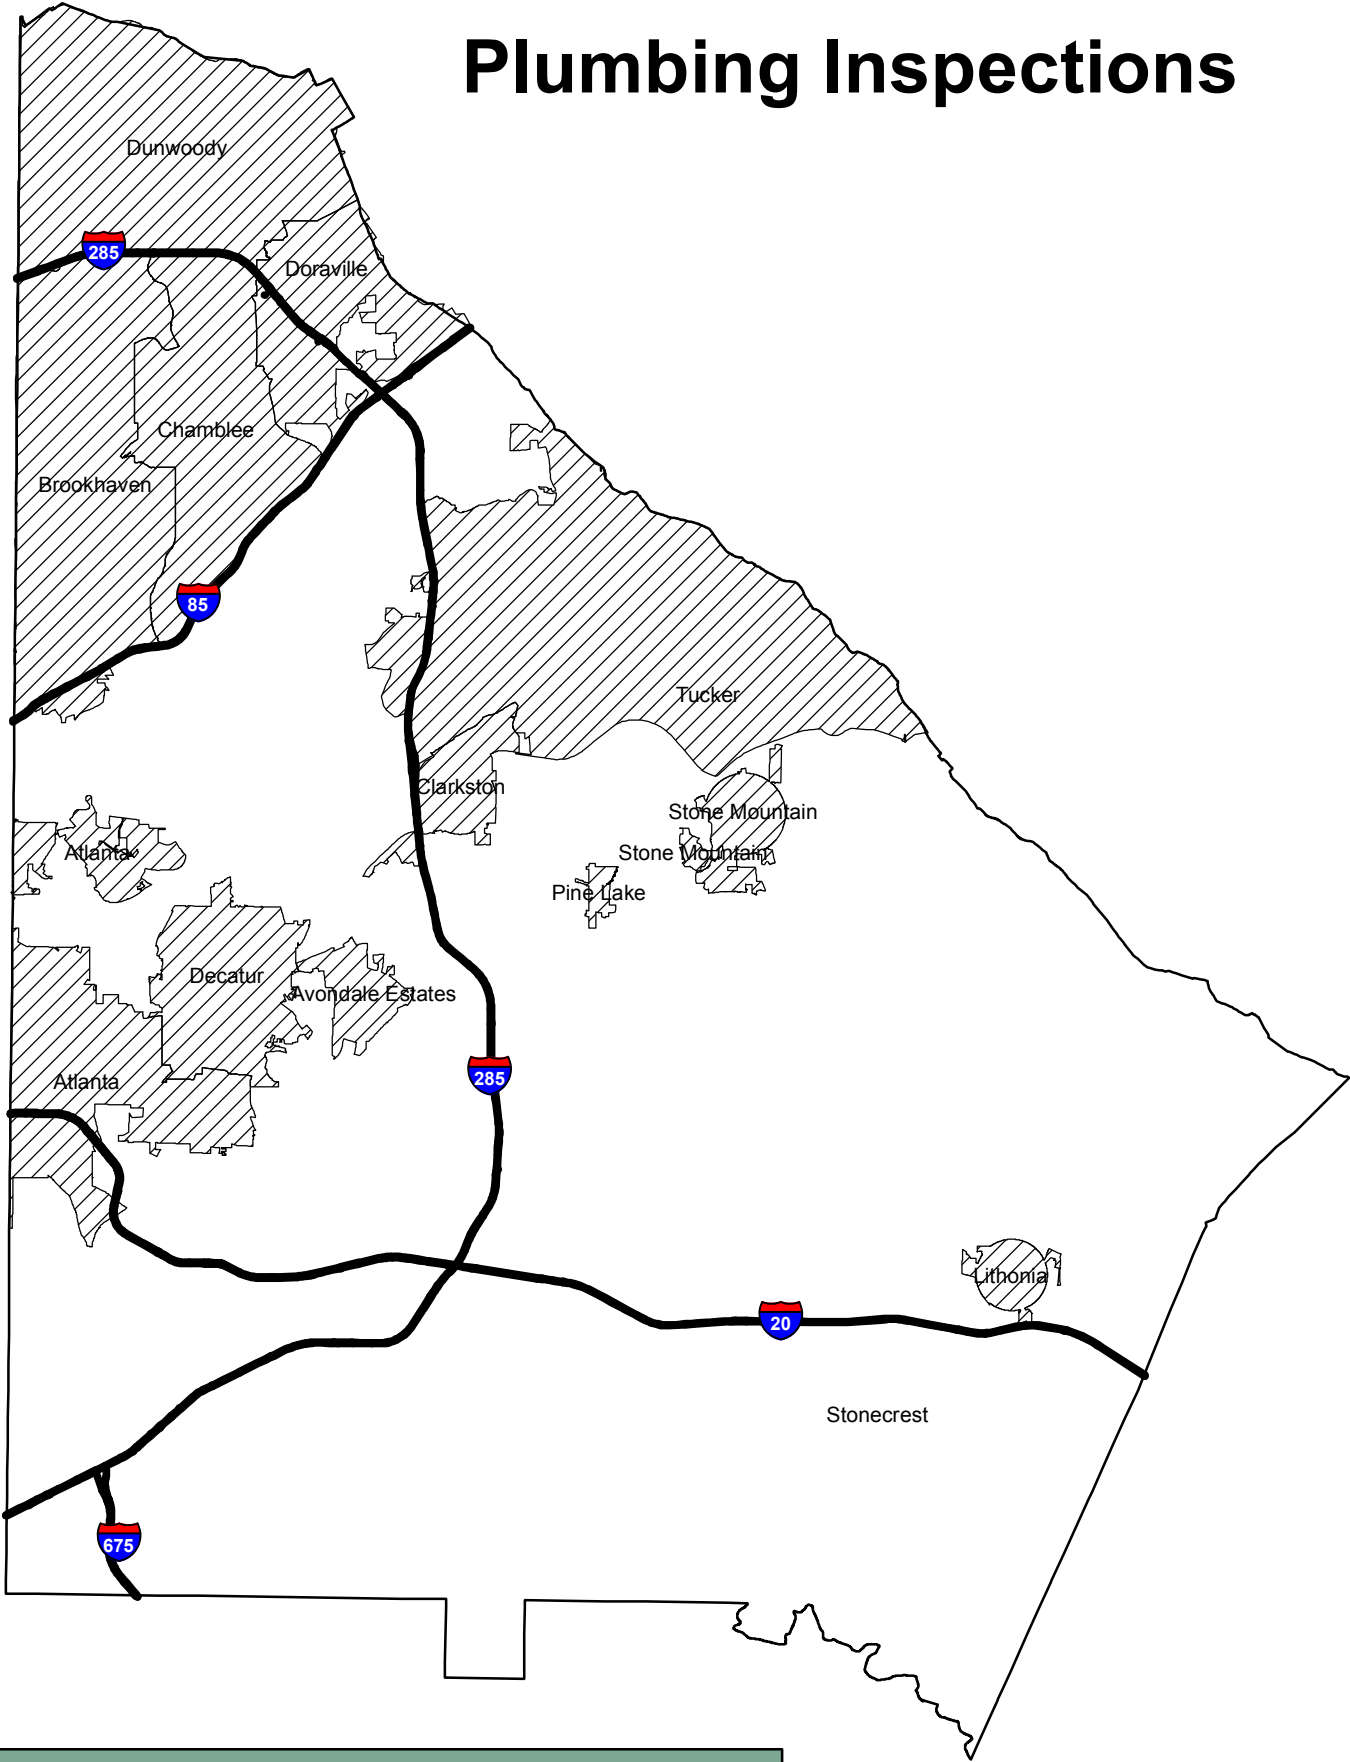 Plumbing Inspections
Dunwoody
285
Doraville
Chamblee
Brookhaven
85
Tucker
Clarkston
Stone Mountain
Atlanta
Stone Mountain
Pine Lake
Decatur
Avondale Estates
285
Atlanta
Lithonia
20
Stonecrest
675